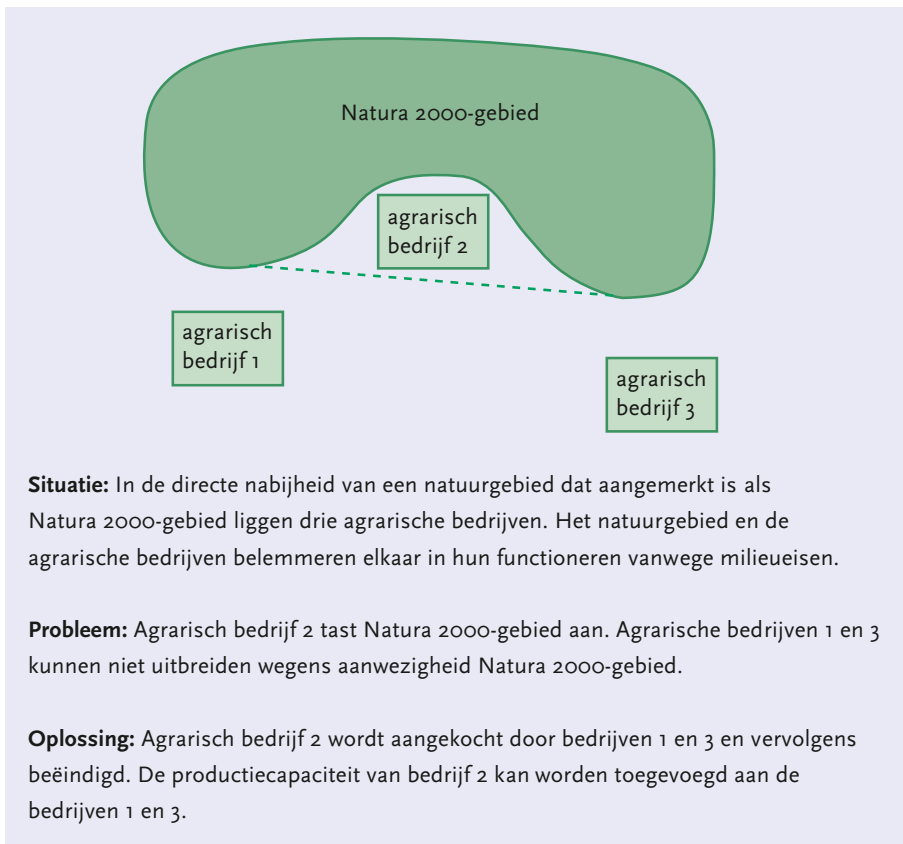 Natura 2000-gebied
agrarisch
bedrijf 2
agrarisch
bedrijf 1
agrarisch
bedrijf 3
Situatie: In de directe nabijheid van een natuurgebied dat aangemerkt is als
Natura 2000-gebied liggen drie agrarische bedrijven. Het natuurgebied en de
agrarische bedrijven belemmeren elkaar in hun functioneren vanwege milieueisen.
Probleem: Agrarisch bedrijf 2 tast Natura 2000-gebied aan. Agrarische bedrijven 1 en 3
kunnen niet uitbreiden wegens aanwezigheid Natura 2000-gebied.
Oplossing: Agrarisch bedrijf 2 wordt aangekocht door bedrijven 1 en 3 en vervolgens
beëindigd. De productiecapaciteit van bedrijf 2 kan worden toegevoegd aan de
bedrijven 1 en 3.